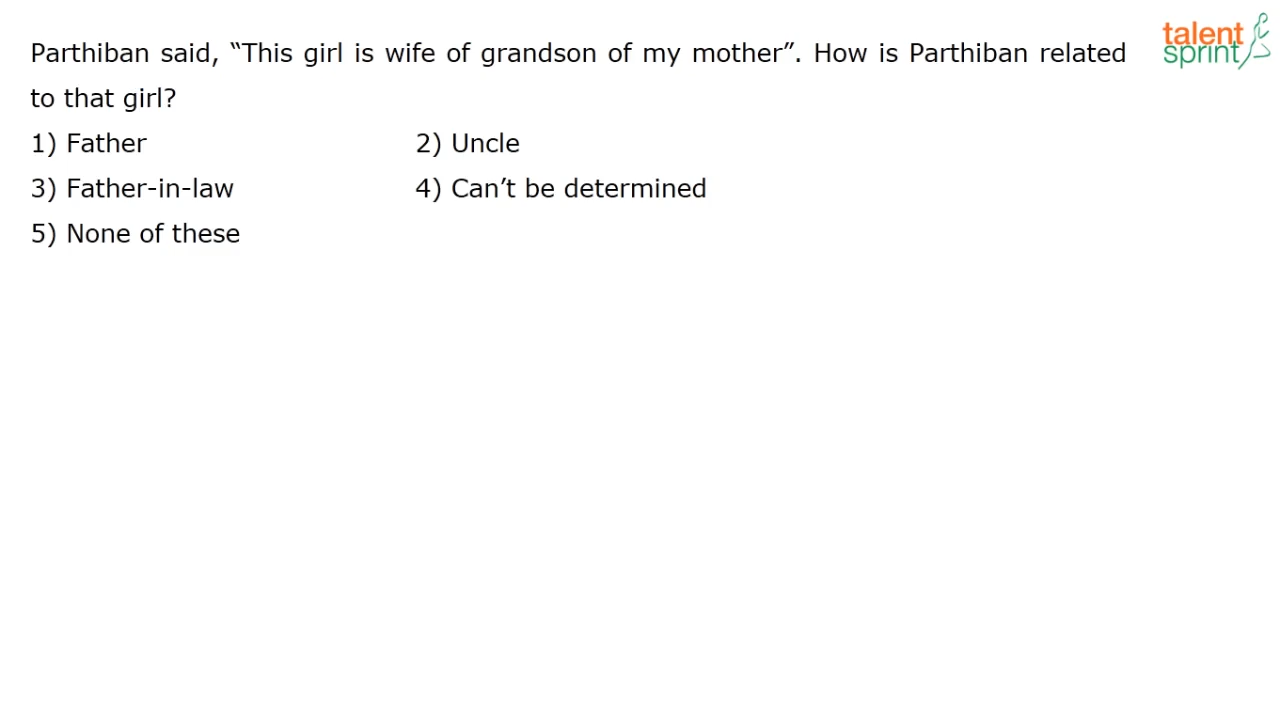 talent
sprint
Parthiban said, “This girl is wife of grandson of my mother”. How is Parthiban related
to that girl?
1) Father 2) Uncle
3) Father-in-law 4) Can’t be determined
5) None of these